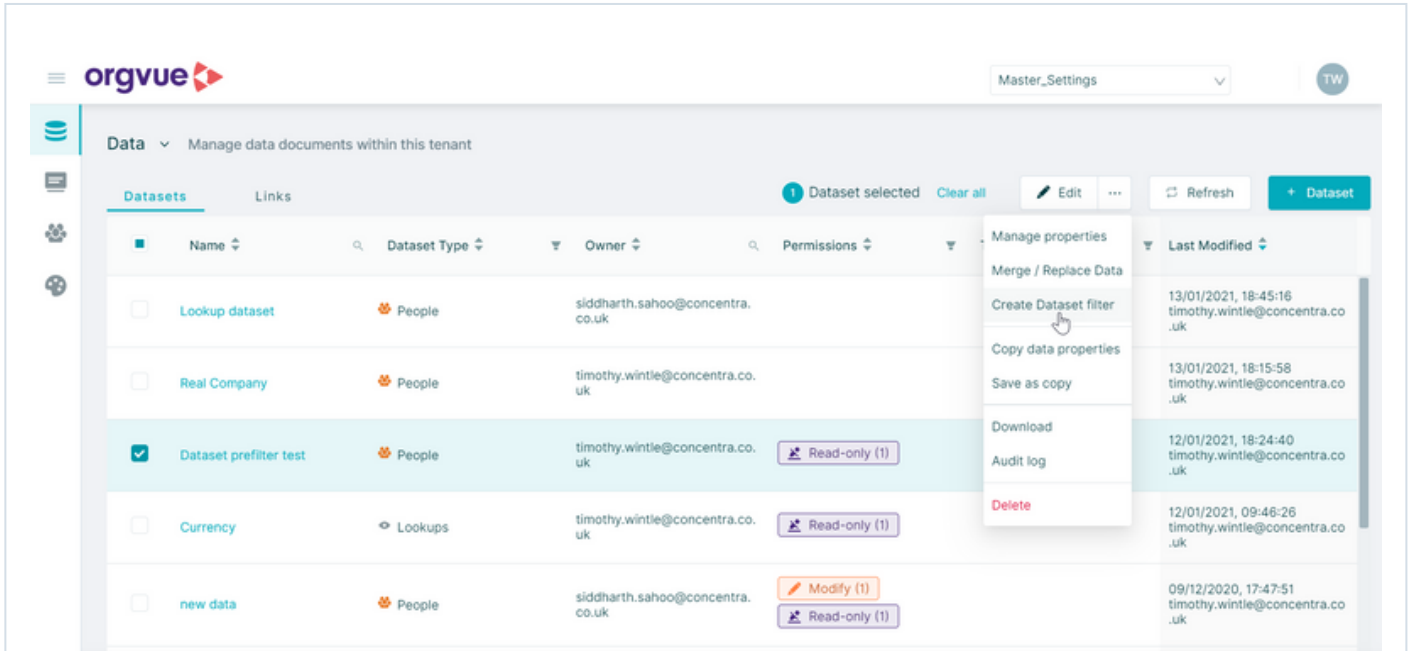 orgvue
Master_Settings
TW
Data Manage data documents within this tenant
Datasets Links
1 Dataset selected Clear all Edit ... Refresh + Dataset
Name Dataset Type Owner Permissions Last Modified
Manage properties
Merge / Replace Data
Create Dataset filter
Copy data properties
Save as copy
Download
Audit log
Delete
Lookup dataset People siddharth.sahoo@concentra.
co.uk
13/01/2021, 18:45:16
timothy.wintle@concentra.co
.uk
Real Company People timothy.wintle@concentra.co.
uk
13/01/2021, 18:15:58
timothy.wintle@concentra.co
.uk
Dataset prefilter test People timothy.wintle@concentra.co.
uk
Read-only (1)
12/01/2021, 18:24:40
timothy.wintle@concentra.co
.uk
Currency Lookups timothy.wintle@concentra.co.
uk
Read-only (1)
12/01/2021, 09:46:26
timothy.wintle@concentra.co
.uk
new data People siddharth.sahoo@concentra.
co.uk
Modify (1)
Read-only (1)
09/12/2020, 17:47:51
timothy.wintle@concentra.co
.uk